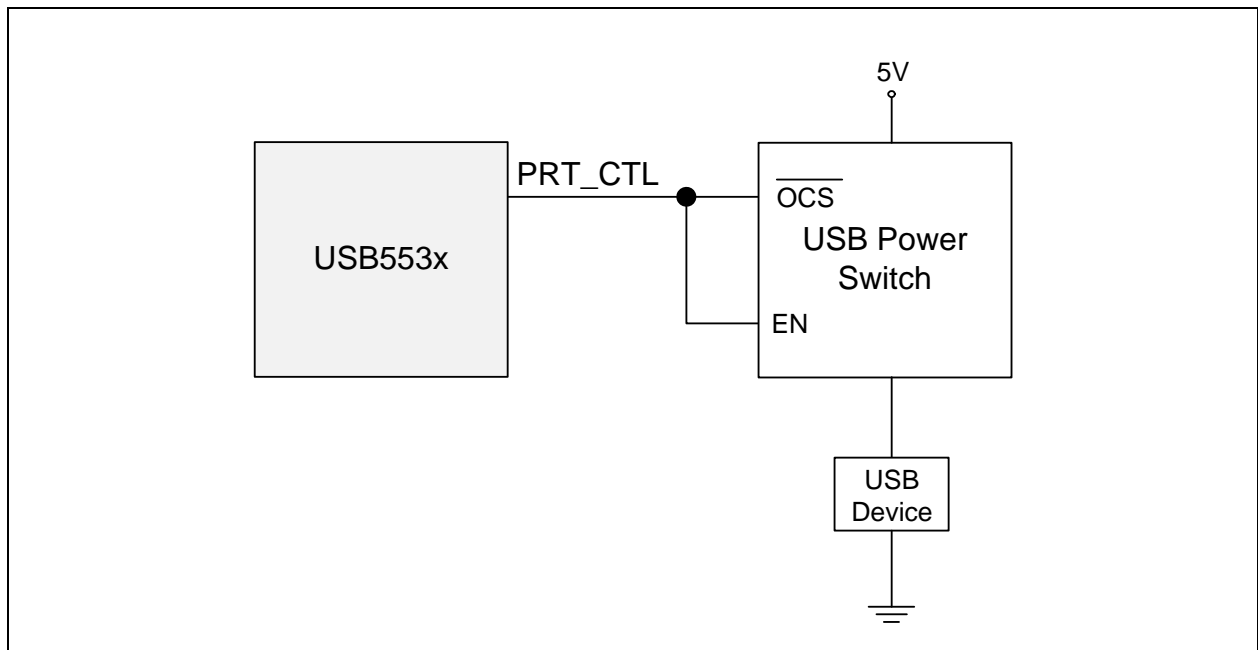 5V
PRT_CTL
OCS
USB553x
USB Power
Switch
EN
USB
Device